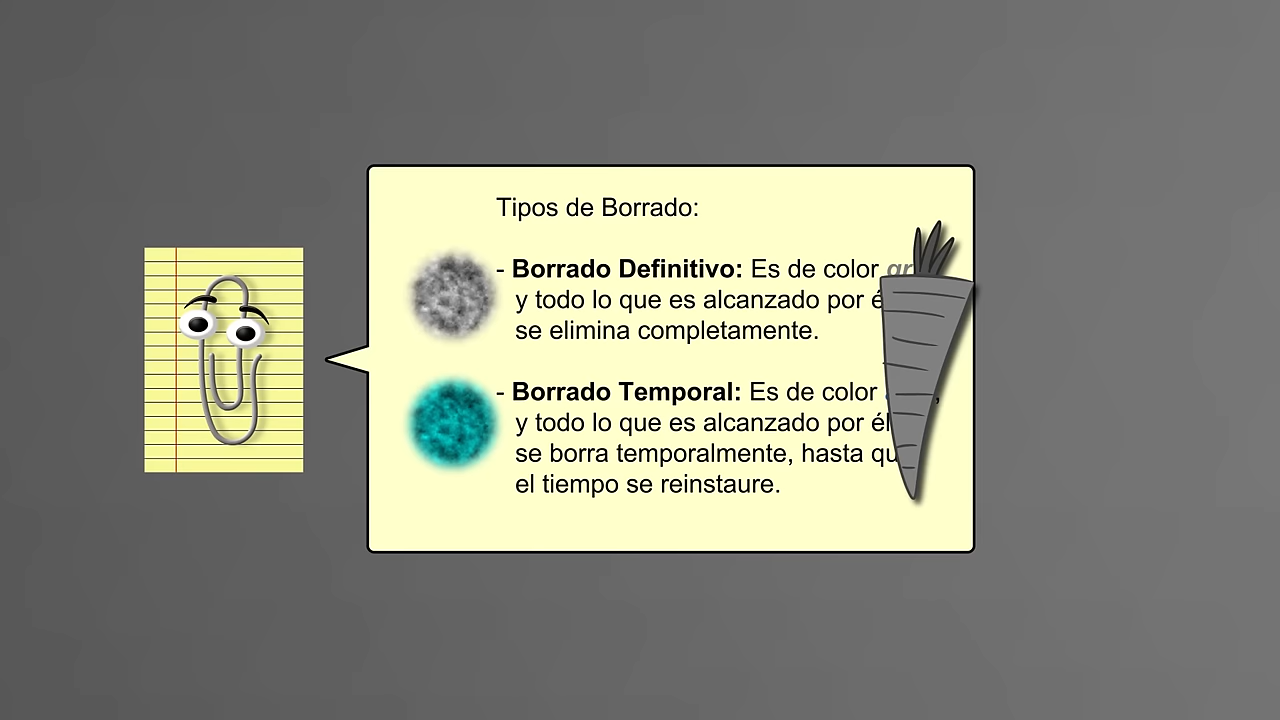 Tipos de Borrado:
- Borrado Definitivo: Es de color
y todo lo que es alcanzado por
se elimina completamente.
- Borrado Temporal: Es de color
y todo lo que es alcanzado por él
se borra temporalmente, hasta
el tiempo se reinstaure.